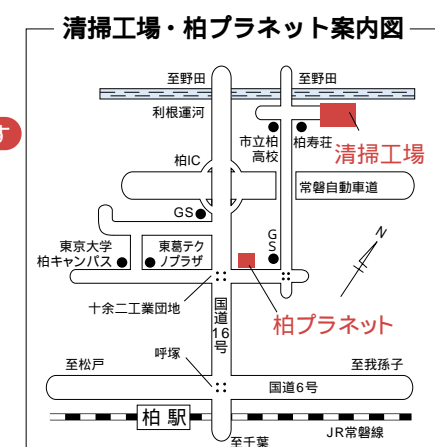 清掃工場・柏プラネット案内図
す
至野田
至野田
利根運河
市立柏
高校
柏寿荘
清掃工場
柏IC
常磐自動車道
GS
GS
N
東京大学
柏キャンパス
東葛テク
ノプラザ
十余二工業団地
国道16号
柏プラネット
呼塚
至松戸
至我孫子
国道6号
柏駅
JR常磐線
至千葉